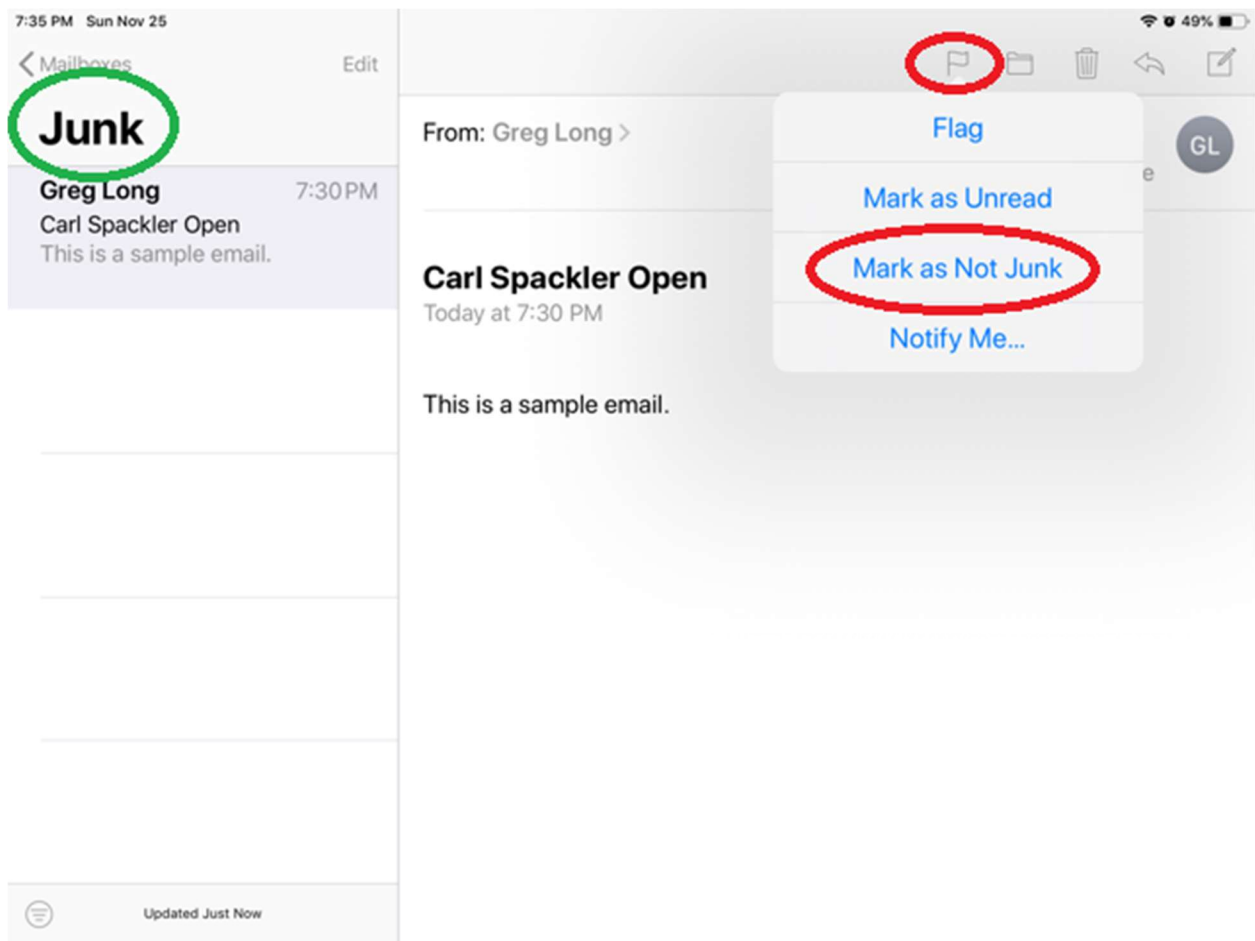 7:35 PM Sun Nov 25
49%
Mailboxes
Edit
Junk
Greg Long 7:30 PM
Carl Spackler Open
This is a sample email.
Updated Just Now
From: Greg Long
GL
e
Carl Spackler Open
Today at 7:30 PM
This is a sample email.
Flag
Mark as Unread
Mark as Not Junk
Notify Me...